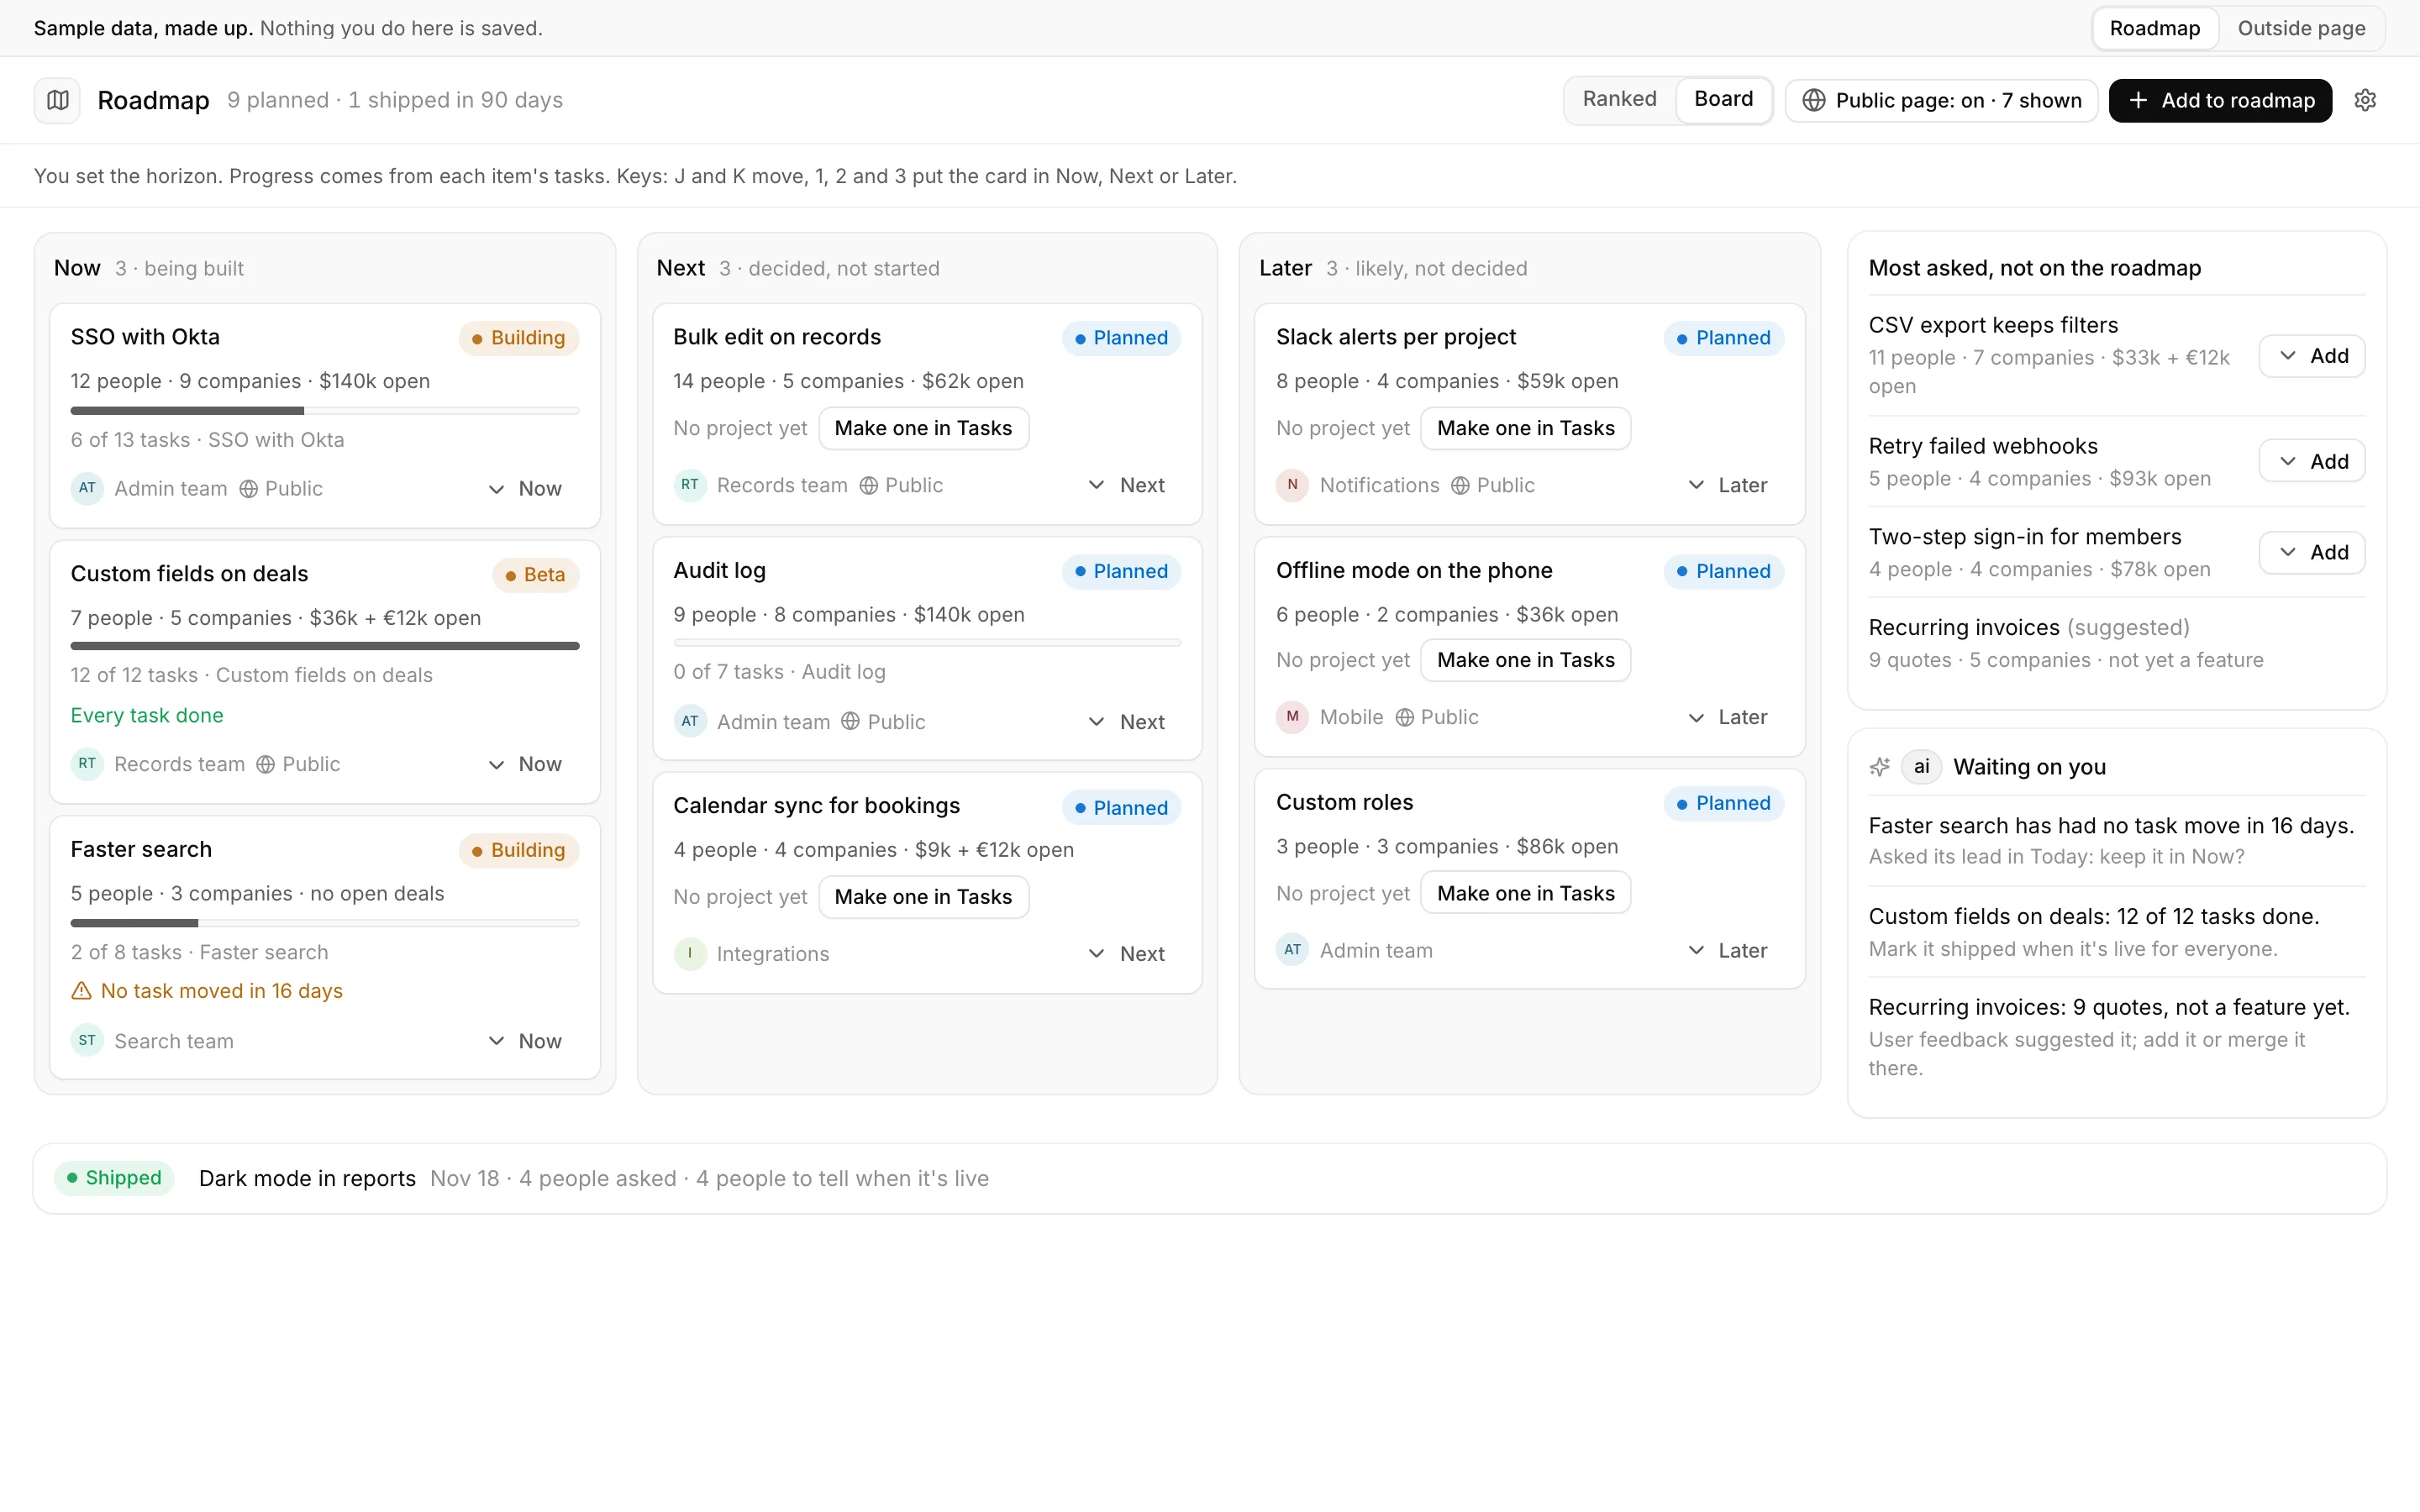 Sample data, made up. Nothing you do here is saved.
Roadmap
Outside page
Roadmap 9 planned · 1 shipped in 90 days
Ranked
Board
Public page: on · 7 shown
Add to roadmap
You set the horizon. Progress comes from each item's tasks. Keys: J and K move, 1, 2 and 3 put the card in Now, Next or Later.
Now 3 · being built
SSO with Okta
Building
12 people · 9 companies · $140k open
6 of 13 tasks · SSO with Okta
AT Admin team Public
Now
Custom fields on deals
Beta
7 people · 5 companies · $36k + €12k open
12 of 12 tasks · Custom fields on deals
Every task done
RT Records team Public
Now
Faster search
Building
5 people · 3 companies · no open deals
2 of 8 tasks · Faster search
No task moved in 16 days
ST Search team
Now
Next 3 · decided, not started
Bulk edit on records
Planned
14 people · 5 companies · $62k open
No project yet Make one in Tasks
RT Records team Public
Next
Audit log
Planned
9 people · 8 companies · $140k open
0 of 7 tasks · Audit log
AT Admin team Public
Next
Calendar sync for bookings
Planned
4 people · 4 companies · $9k + €12k open
No project yet Make one in Tasks
I Integrations
Next
Later 3 · likely, not decided
Slack alerts per project
Planned
8 people · 4 companies · $59k open
No project yet Make one in Tasks
N Notifications Public
Later
Offline mode on the phone
Planned
6 people · 2 companies · $36k open
No project yet Make one in Tasks
M Mobile Public
Later
Custom roles
Planned
3 people · 3 companies · $86k open
No project yet Make one in Tasks
AT Admin team
Later
Most asked, not on the roadmap
CSV export keeps filters
11 people · 7 companies · $33k + €12k
open
Add
Retry failed webhooks
5 people · 4 companies · $93k open
Add
Two-step sign-in for members
4 people · 4 companies · $78k open
Add
Recurring invoices (suggested)
9 quotes · 5 companies · not yet a feature
ai Waiting on you
Faster search has had no task move in 16 days.
Asked its lead in Today: keep it in Now?
Custom fields on deals: 12 of 12 tasks done.
Mark it shipped when it's live for everyone.
Recurring invoices: 9 quotes, not a feature yet.
User feedback suggested it; add it or merge it
there.
Shipped Dark mode in reports Nov 18 · 4 people asked · 4 people to tell when it's live